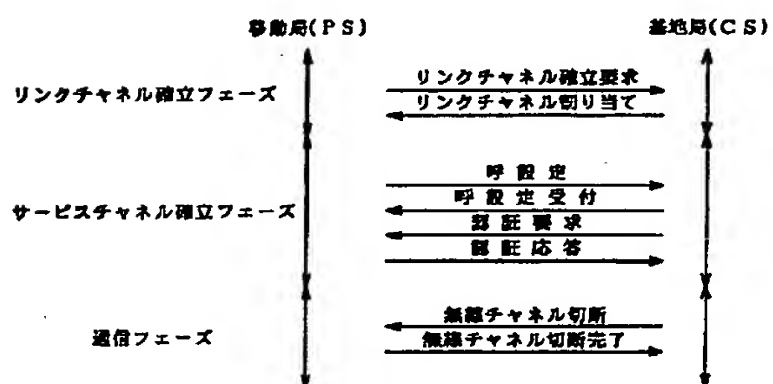 移動局(PS)
基地局(CS)
リンクチャネル確立フェーズ
リンクチャネル確立要求
リンクチャネル切り当て
サービスチャネル確立フェーズ
呼設定
呼設定受付
認証要求
認証応答
通信フェーズ
無線チャネル切断
無線チャネル切断完了